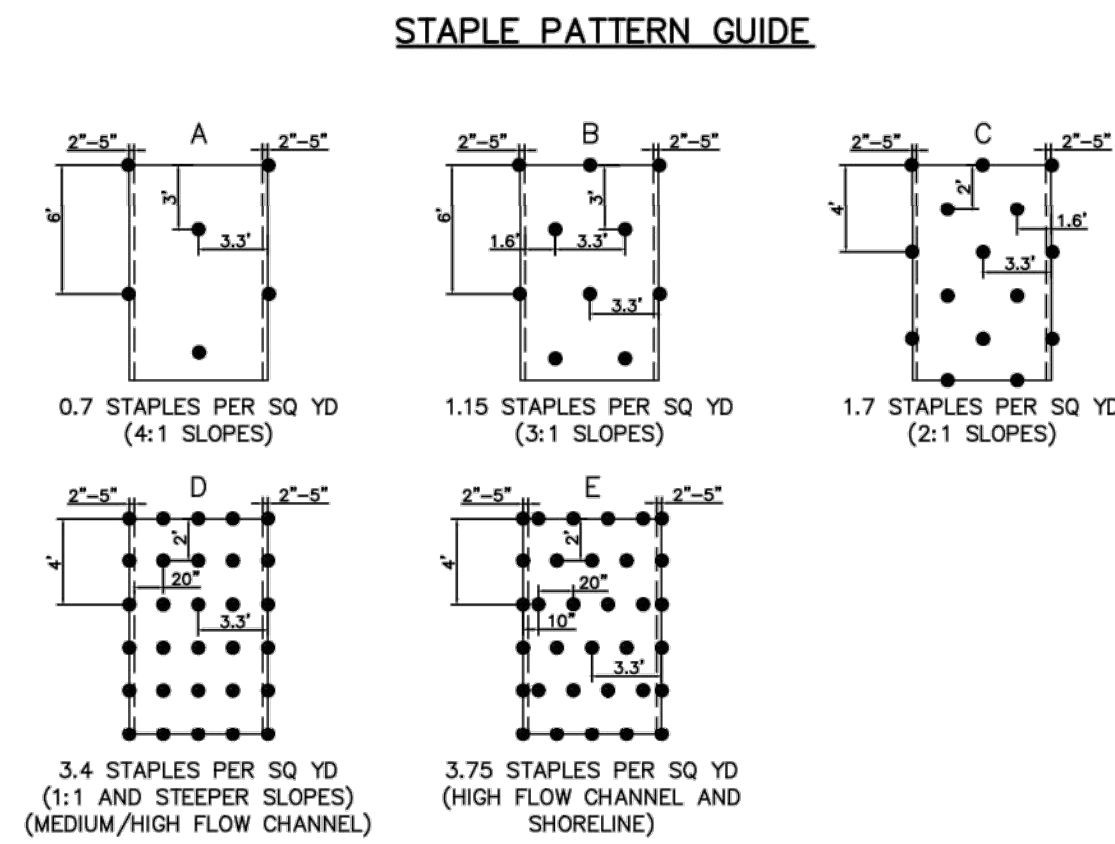 STAPLE PATTERN GUIDE
A
2"-5"
2"-5"
6'
3'
3.3'
0.7 STAPLES PER SQ YD
(4:1 SLOPES)
B
2"-5"
2"-5"
6'
3'
1.6'
3.3'
3.3'
1.15 STAPLES PER SQ YD
(3:1 SLOPES)
C
2"-5"
2"-5"
4'
2'
1.6'
3.3'
1.7 STAPLES PER SQ YD
(2:1 SLOPES)
D
2"-5"
2"-5"
4'
2'
20"
3.3'
3.4 STAPLES PER SQ YD
(1:1 AND STEEPER SLOPES)
(MEDIUM/HIGH FLOW CHANNEL)
E
2"-5"
2"-5"
4'
2'
20"
10"
3.3'
3.75 STAPLES PER SQ YD
(HIGH FLOW CHANNEL AND
SHORELINE)